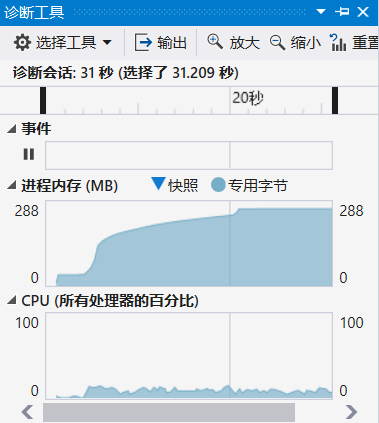 诊断工具
选择工具 输出 放大 缩小 重置
诊断会话: 31 秒 (选择了 31.209 秒)
20秒
事件
进程内存 (MB) 快照 专用字节
288 288
0 0
CPU (所有处理器的百分比)
100 100
0 0